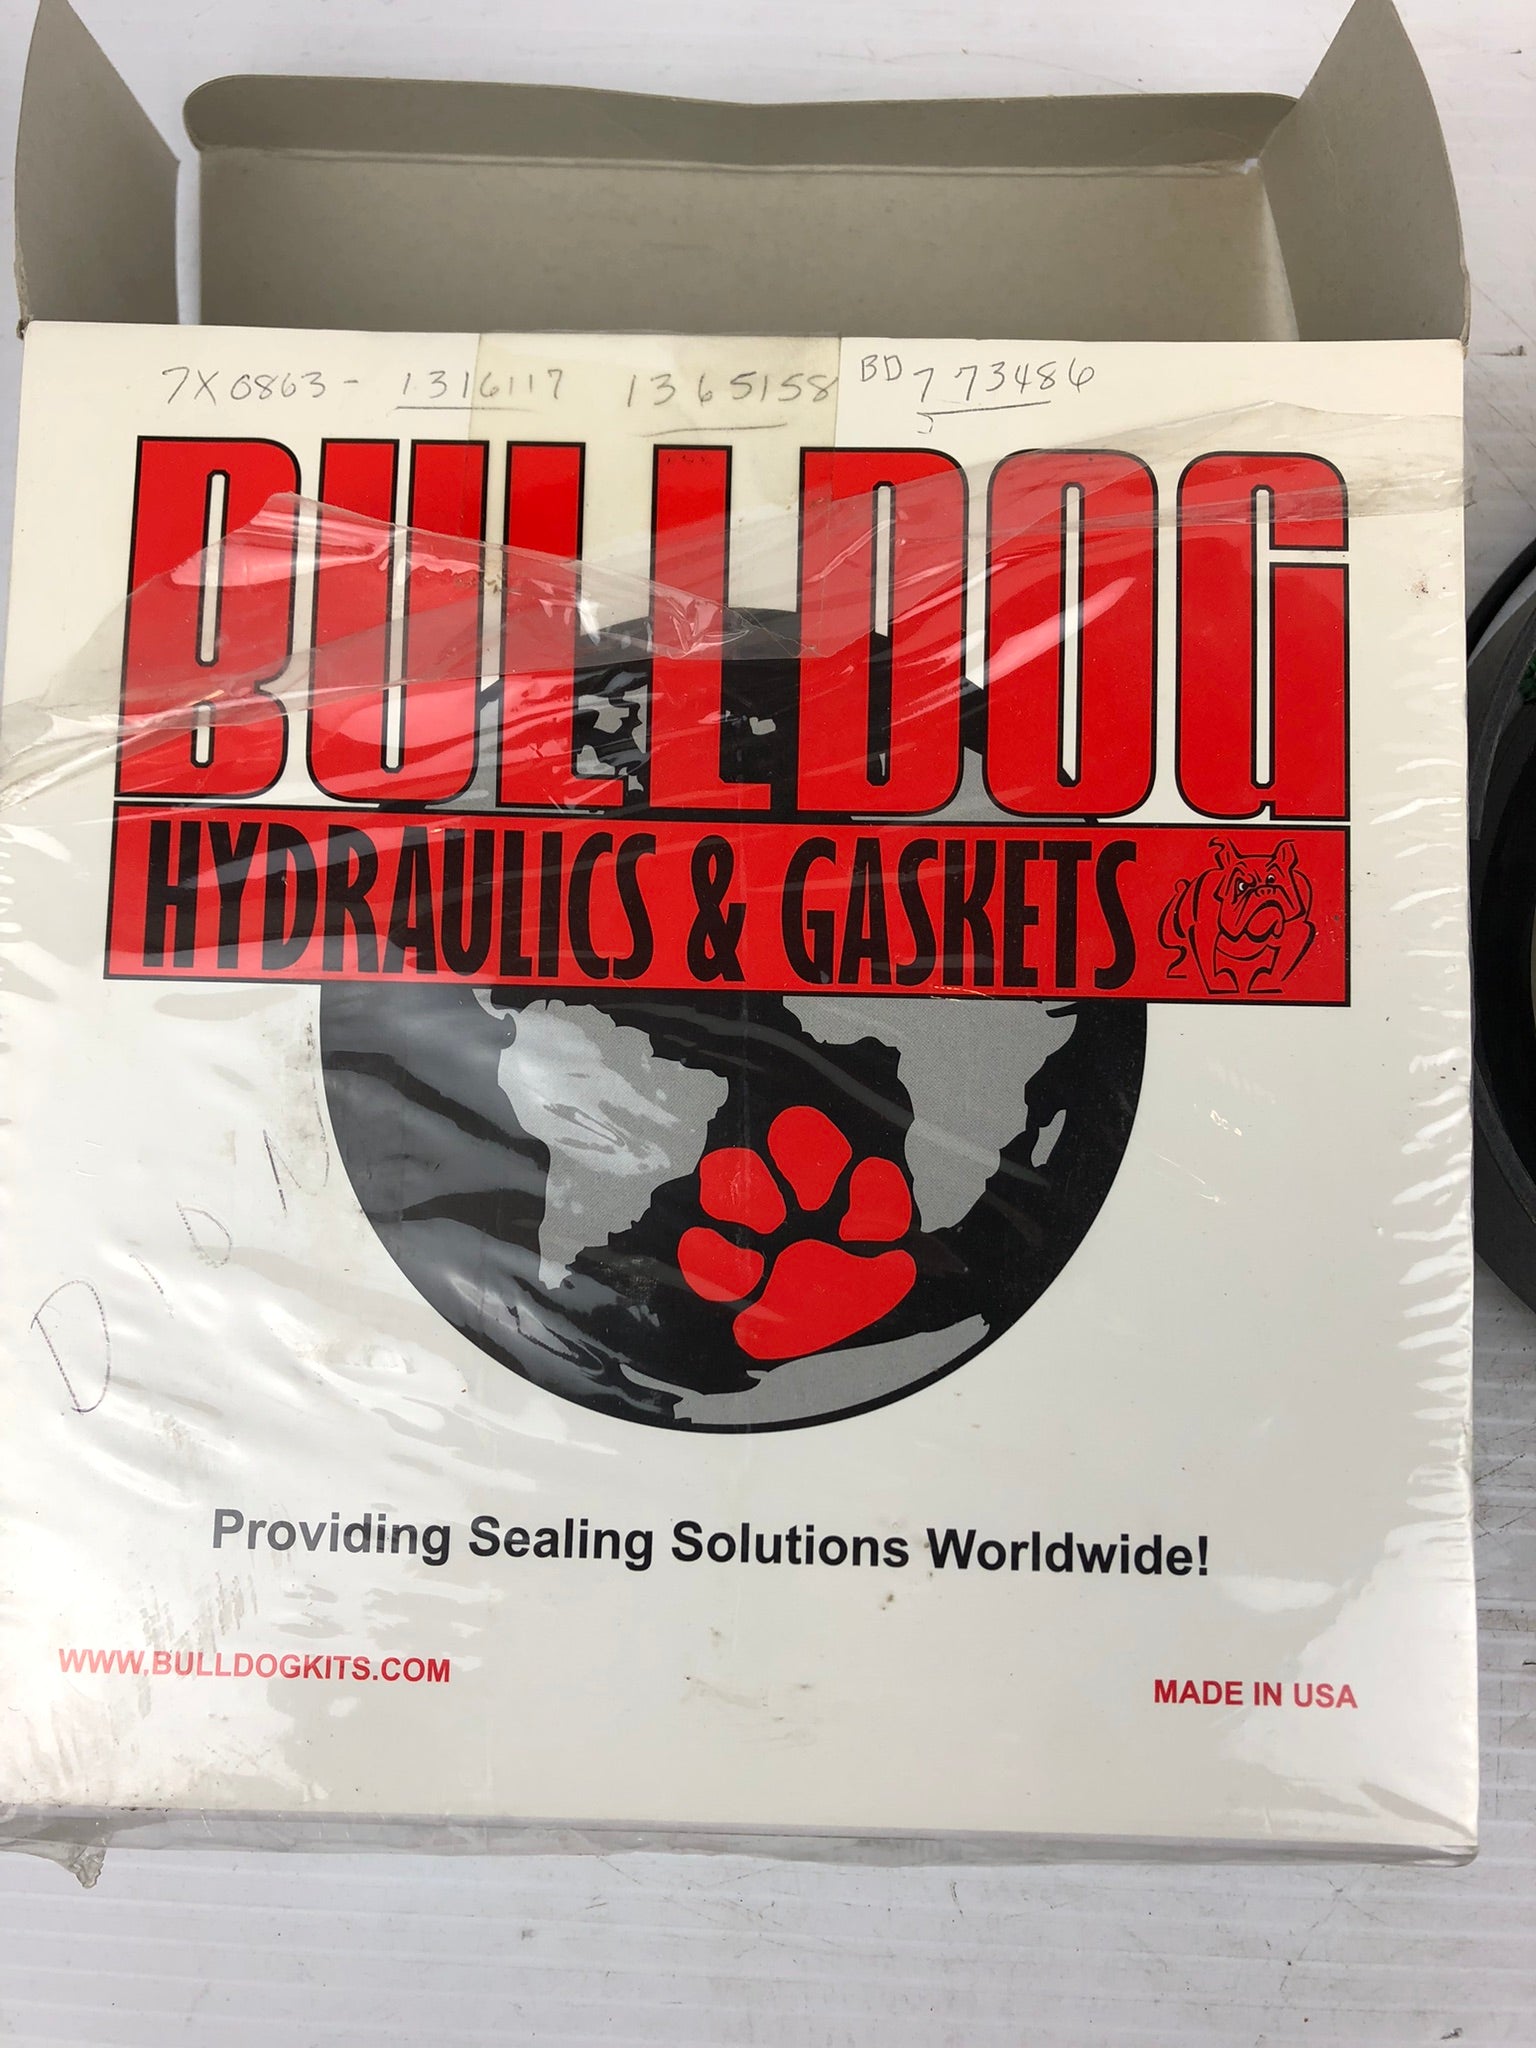 7X0863 - 1316117 1365158 BD 773486
BULLDOG
HYDRAULICS & GASKETS
Providing Sealing Solutions Worldwide!
WWW.BULLDOGKITS.COM
MADE IN USA